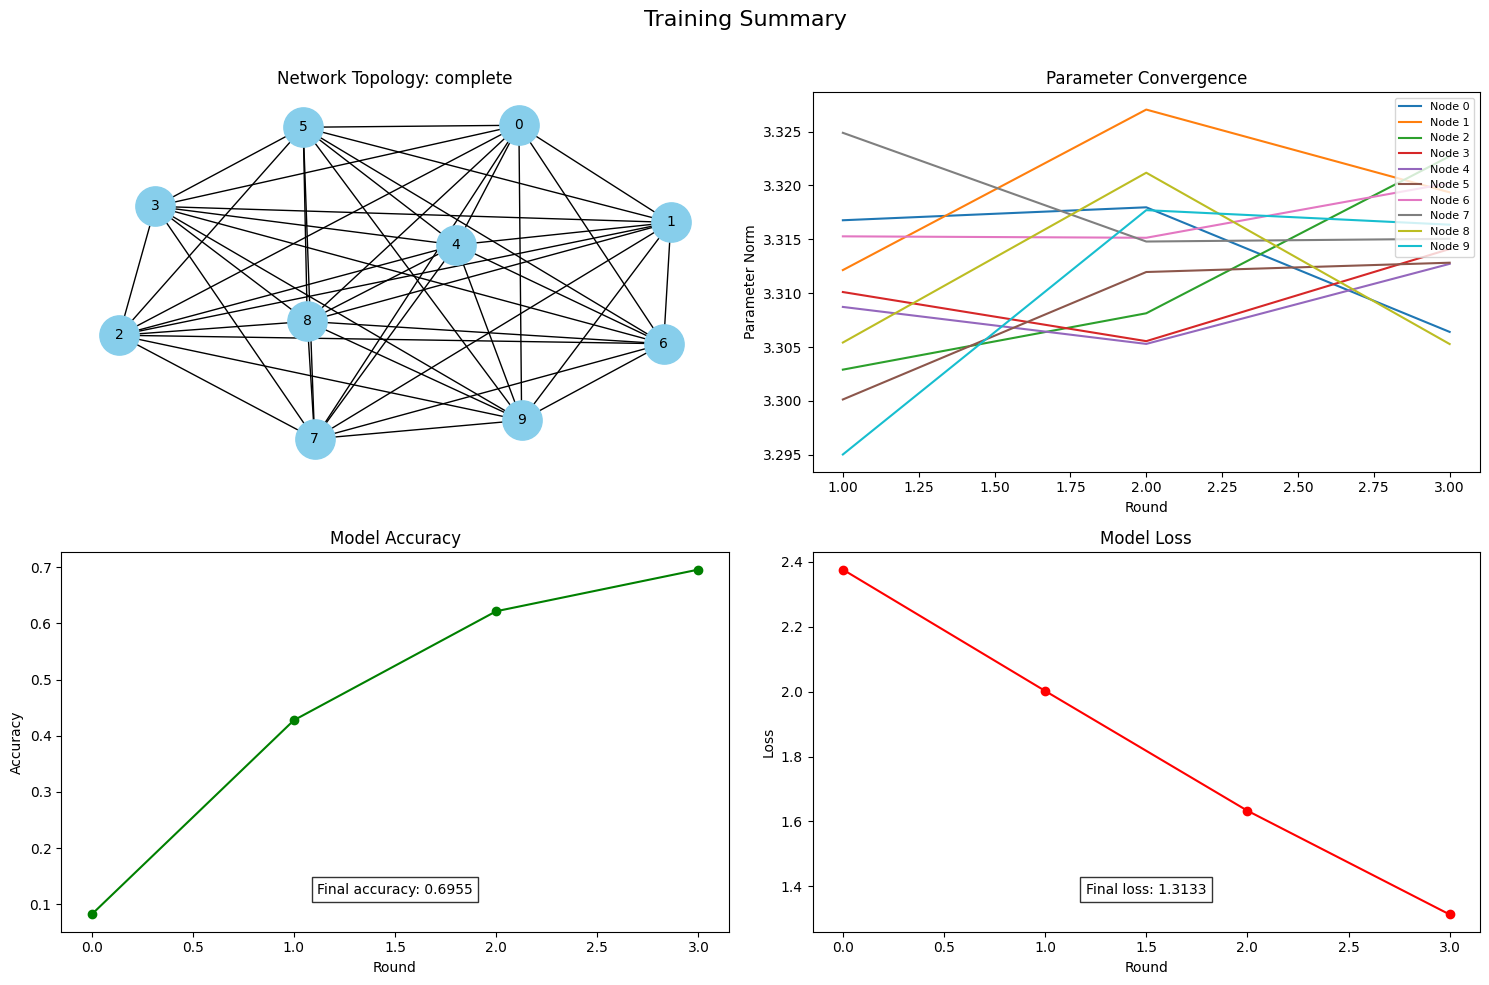 Training Summary
Network Topology: complete
5
0
3
1
4
8
2
6
9
7
Parameter Convergence
Parameter Norm
3.325
3.320
3.315
3.310
3.305
3.300
3.295
Node 0
Node 1
Node 2
Node 3
Node 4
Node 5
Node 6
Node 7
Node 8
Node 9
1.00 1.25 1.50 1.75 2.00 2.25 2.50 2.75 3.00
Round
Model Accuracy
Accuracy
0.7
0.6
0.5
0.4
0.3
0.2
0.1
Final accuracy: 0.6955
0.0 0.5 1.0 1.5 2.0 2.5 3.0
Round
Model Loss
Loss
2.4
2.2
2.0
1.8
1.6
1.4
Final loss: 1.3133
0.0 0.5 1.0 1.5 2.0 2.5 3.0
Round